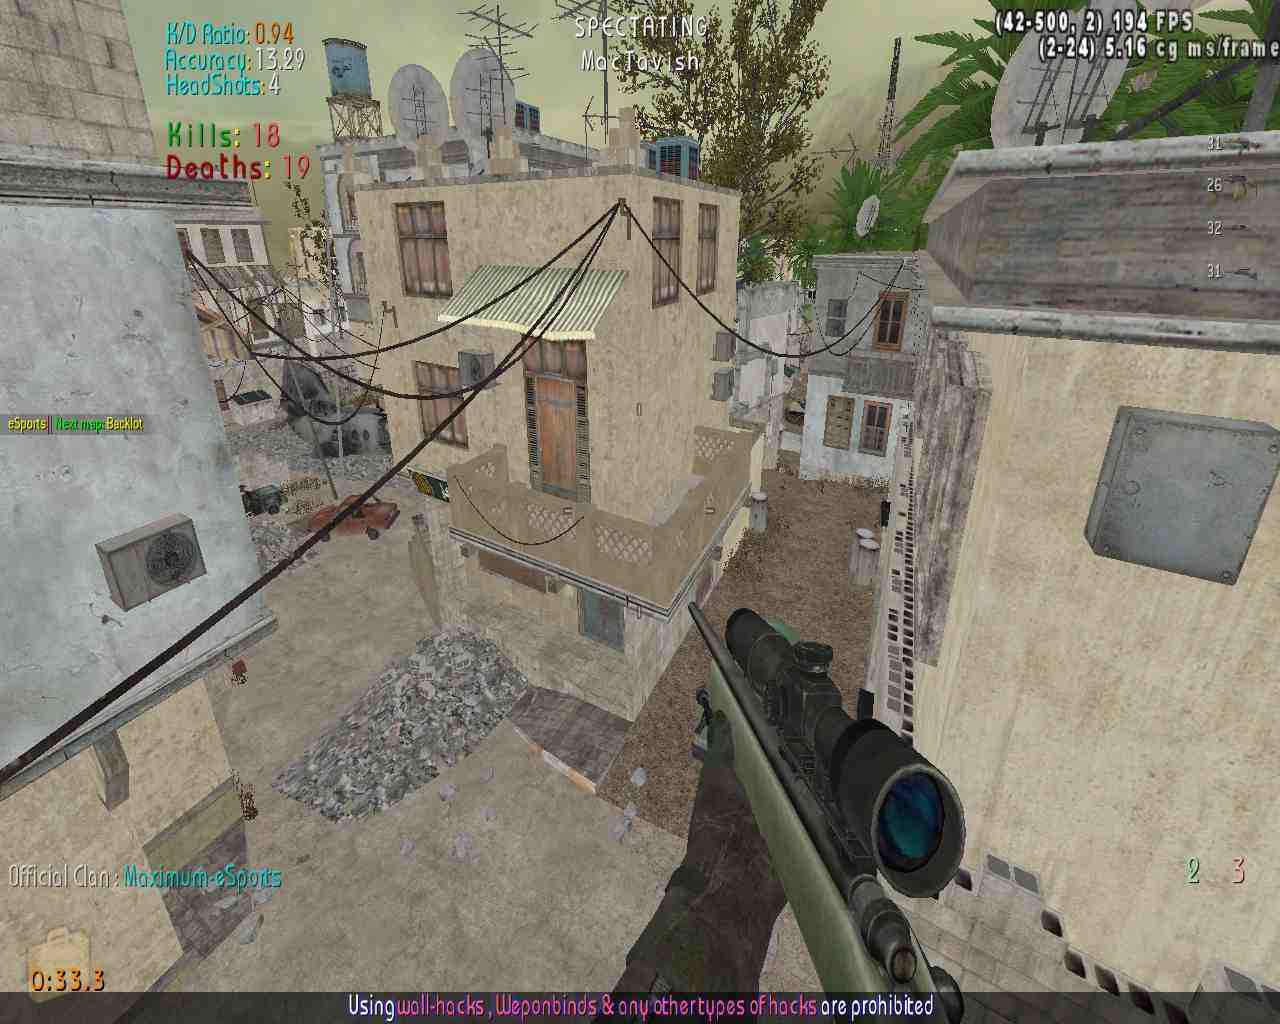 K/D Ratio: 0.94
Accuracy: 13.29
HeadShots: 4
Kills: 18
Deaths: 19
SPECTATING
MacTavish
(42-500, 2) 194 FPS
(2-24) 5.16 cg ms/frame
31
26
32
31
eSports| Next map: Backlot
Official Clan : Maximum-eSports
2 3
0:33.3
Using wall-hacks , Weponbinds & any other types of hacks are prohibited